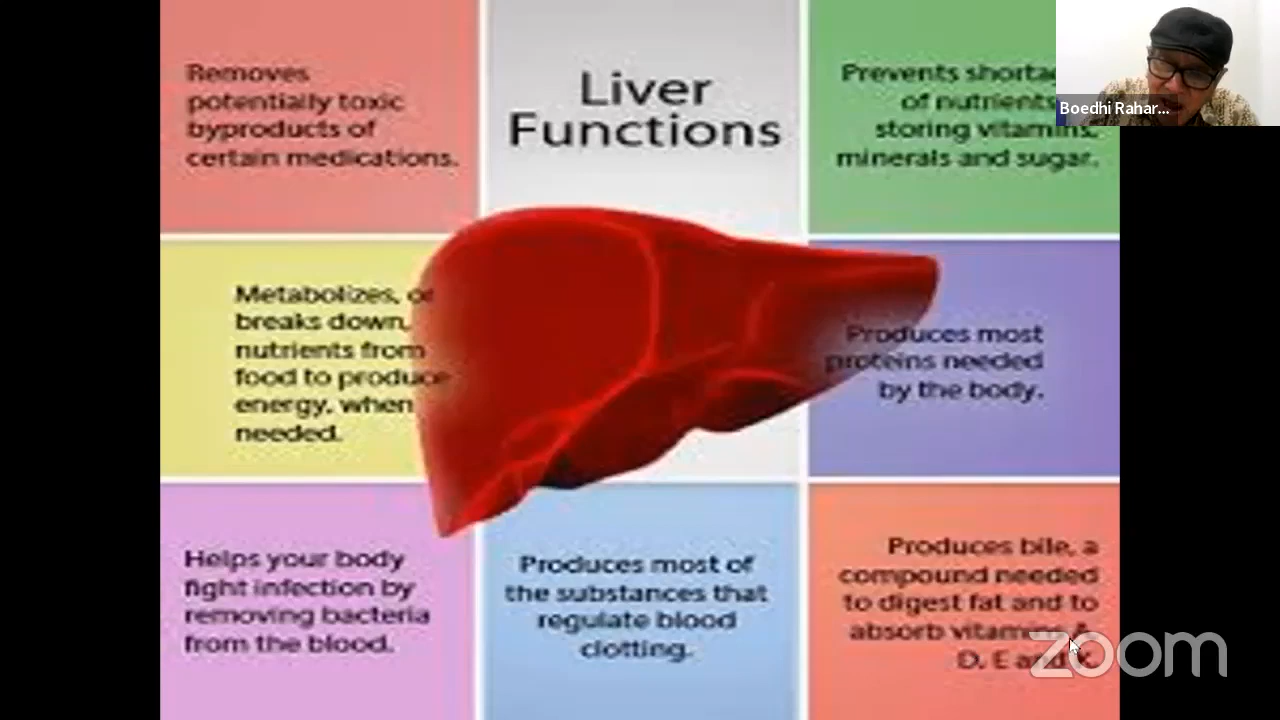 Removes
potentially toxic
byproducts of
certain medications.
Liver
Functions
Prevents
of nutrients
storing vitamins,
minerals and sugar.
Boedhi Rahar...
Metabolizes, or
breaks down,
nutrients from
food to produce
energy, when
needed.
Produces most
proteins needed
by the body.
Helps your body
fight infection by
removing bacteria
from the blood.
Produces most of
the substances that
regulate blood
clotting.
Produces bile, a
compound needed
to digest fat and to
absorb vitamins A,
D, E and K.
zoom